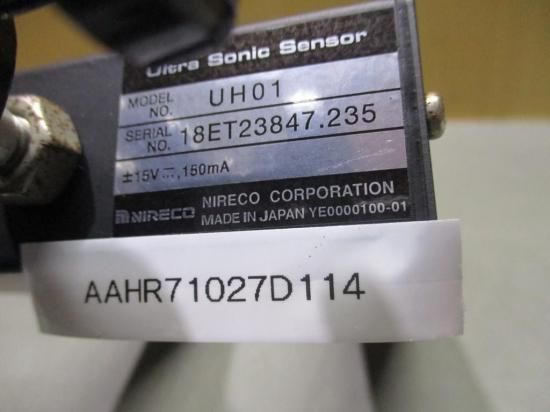 Ultra Sonic Sensor
MODEL NO. UH01
SERIAL NO. 18ET23847.235
±15V⎓,150mA
NIRECO NIRECO CORPORATION
MADE IN JAPAN YE0000100-01
AAHR71027D114